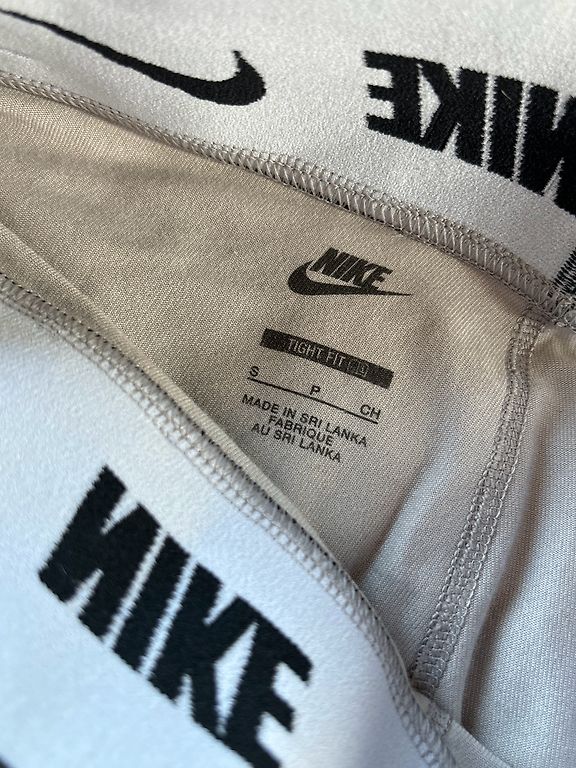 NIKE
NIKE
TIGHT FIT
S P CH
MADE IN SRI LANKA
FABRIQUE
AU SRI LANKA
NIKE